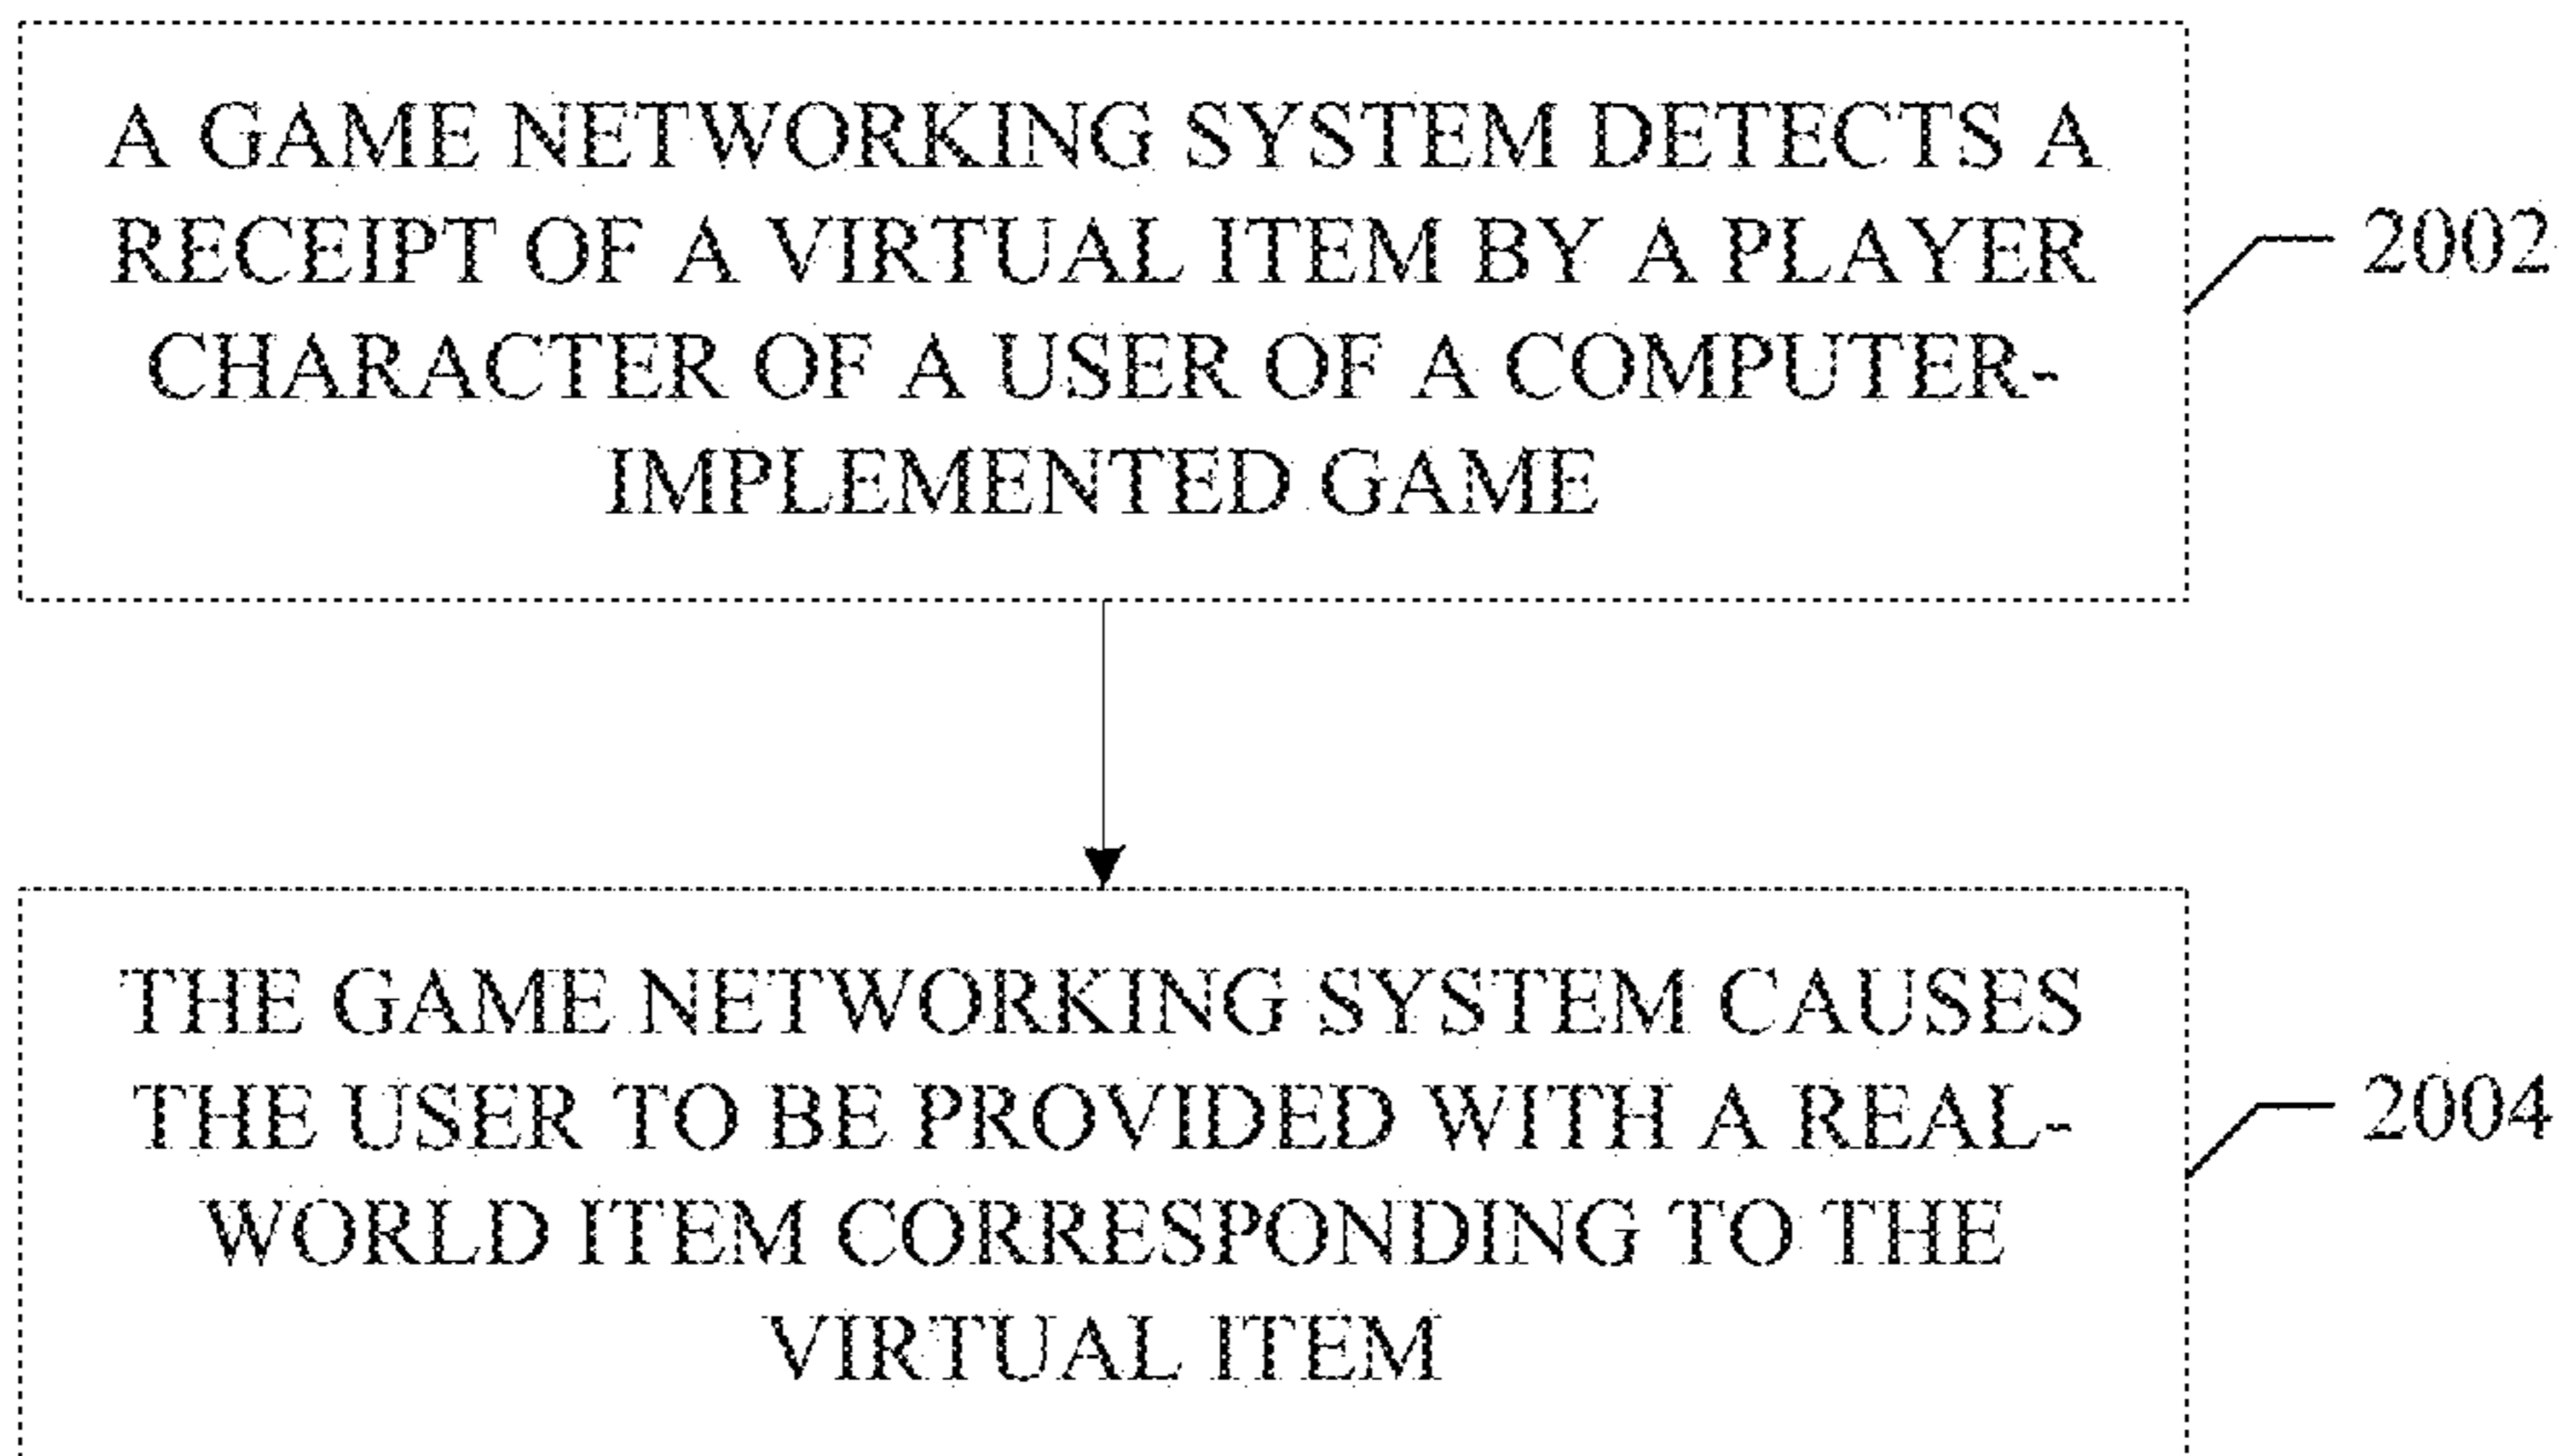 A GAME NETWORKING SYSTEM DETECTS A
RECEIPT OF A VIRTUAL ITEM BY A PLAYER
CHARACTER OF A USER OF A COMPUTER-
IMPLEMENTED GAME
2002
THE GAME NETWORKING SYSTEM CAUSES
THE USER TO BE PROVIDED WITH A REAL-
WORLD ITEM CORRESPONDING TO THE
VIRTUAL ITEM
2004